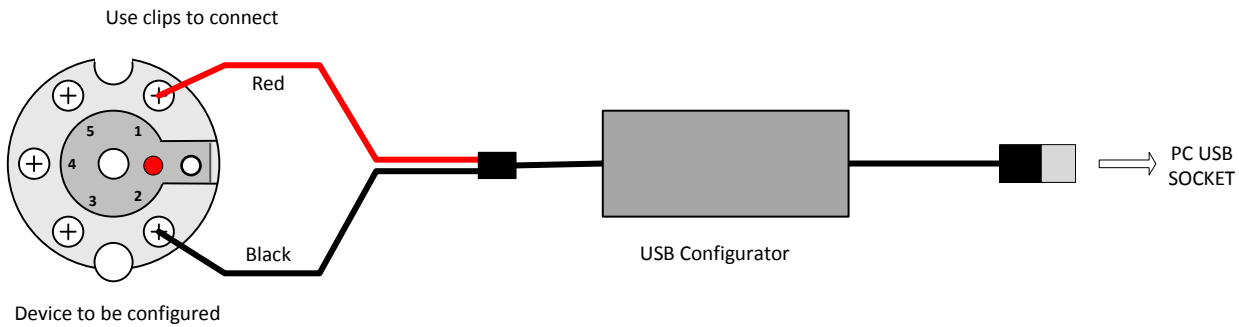 Use clips to connect
Red
5 1
4
3 2
Black
USB Configurator
PC USB
SOCKET
Device to be configured